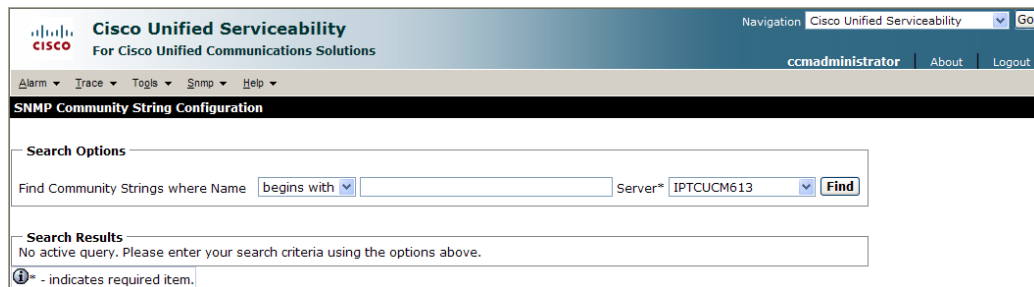 Cisco Unified Serviceability
Navigation Cisco Unified Serviceability Go
CISCO
For Cisco Unified Communications Solutions
ccmadministrator About Logout
Alarm Trace Tools Snmp Help
SNMP Community String Configuration
Search Options
Find Community Strings where Name begins with Server* IPTCUCM613 Find
Search Results
No active query. Please enter your search criteria using the options above.
i* - indicates required item.